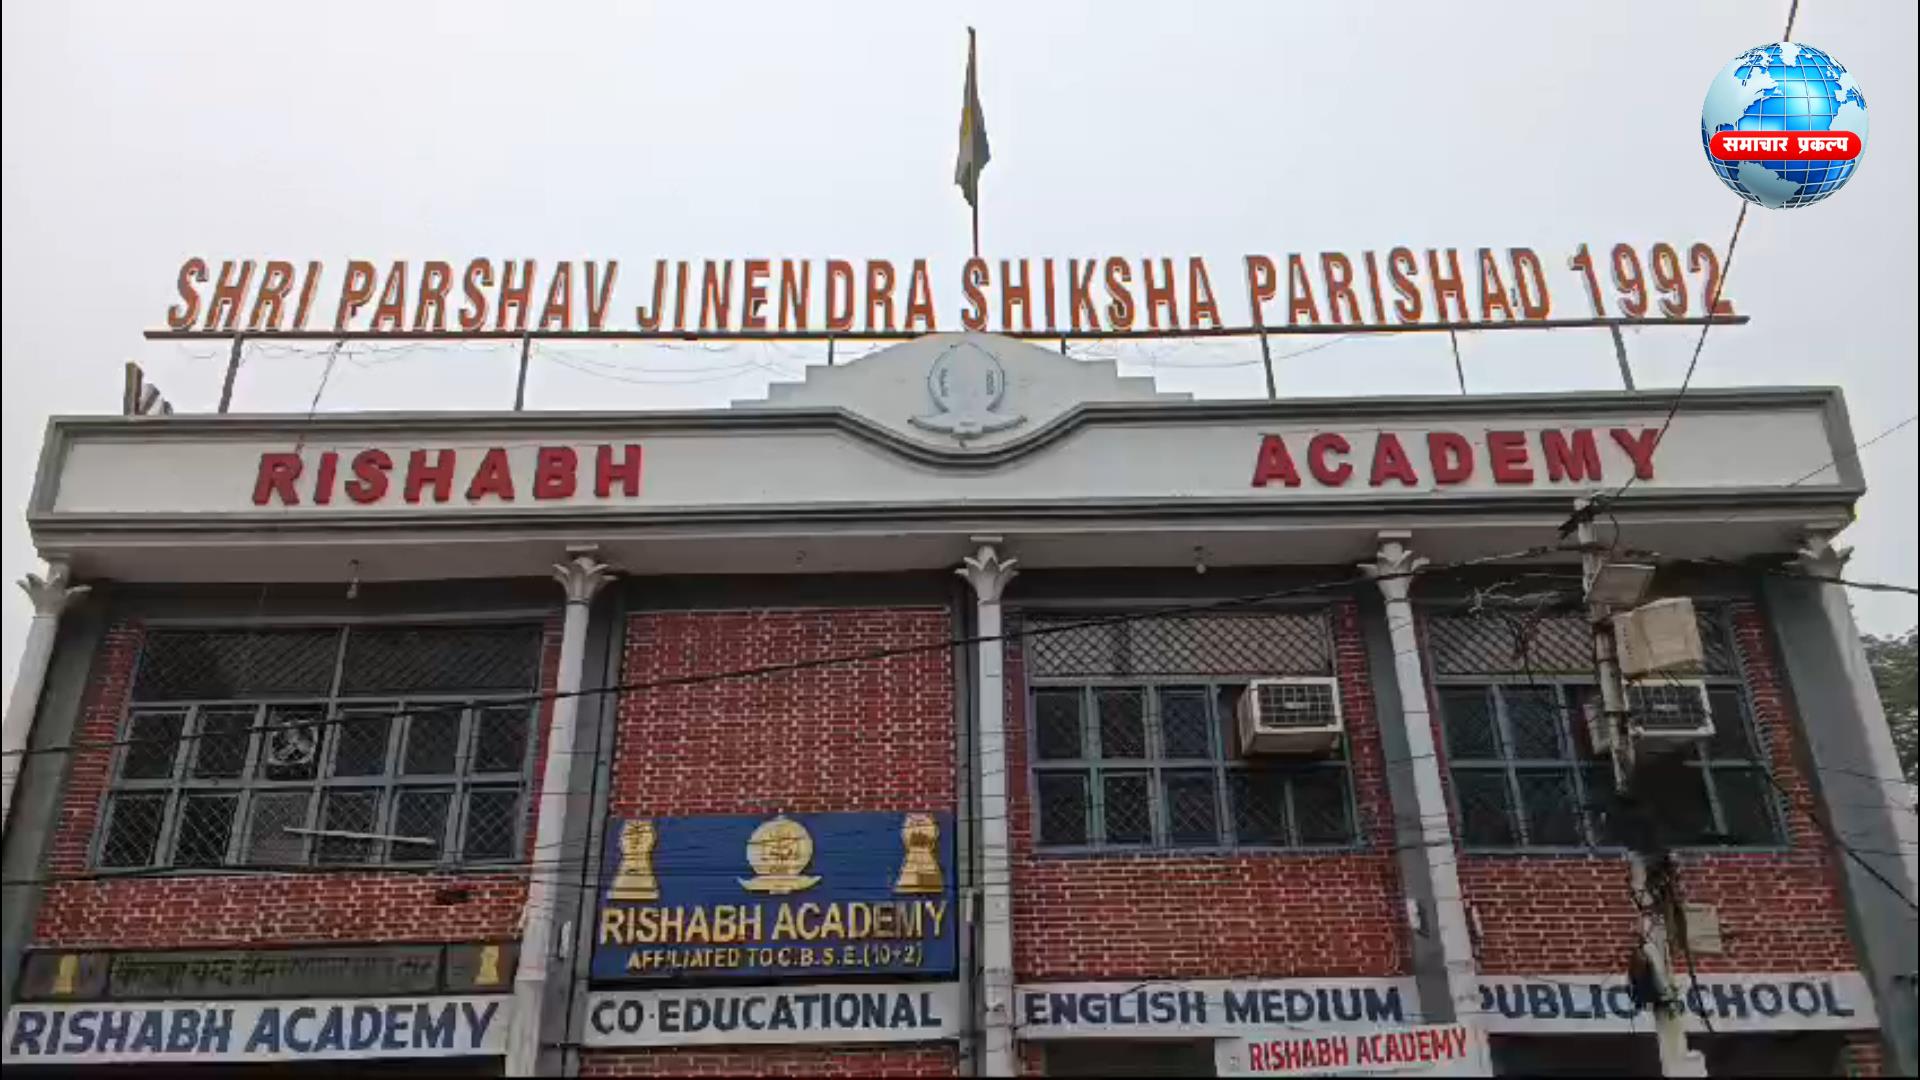 समाचार प्रकल्प
SHRI PARSHAV JINENDRA SHIKSHA PARISHAD 1992
RISHABH ACADEMY
RISHABH ACADEMY
AFFILIATED TO C.B.S.E.(10+2)
RISHABH ACADEMY CO-EDUCATIONAL ENGLISH MEDIUM PUBLIC SCHOOL
RISHABH ACADEMY